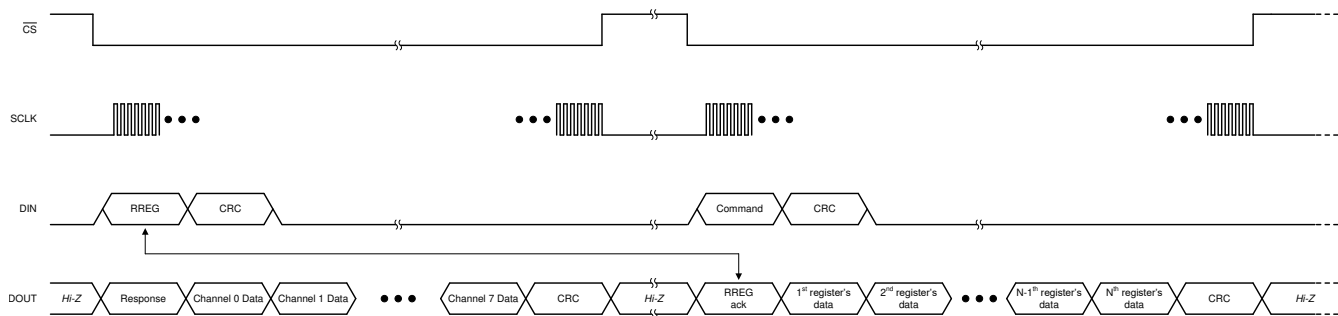 CS
SCLK
DIN
RREG
CRC
Command
CRC
DOUT
Hi-Z
Response
Channel 0 Data
Channel 1 Data
Channel 7 Data
CRC
Hi-Z
RREG
ack
1st register's
data
2nd register's
data
N-1th register's
data
Nth register's
data
CRC
Hi-Z